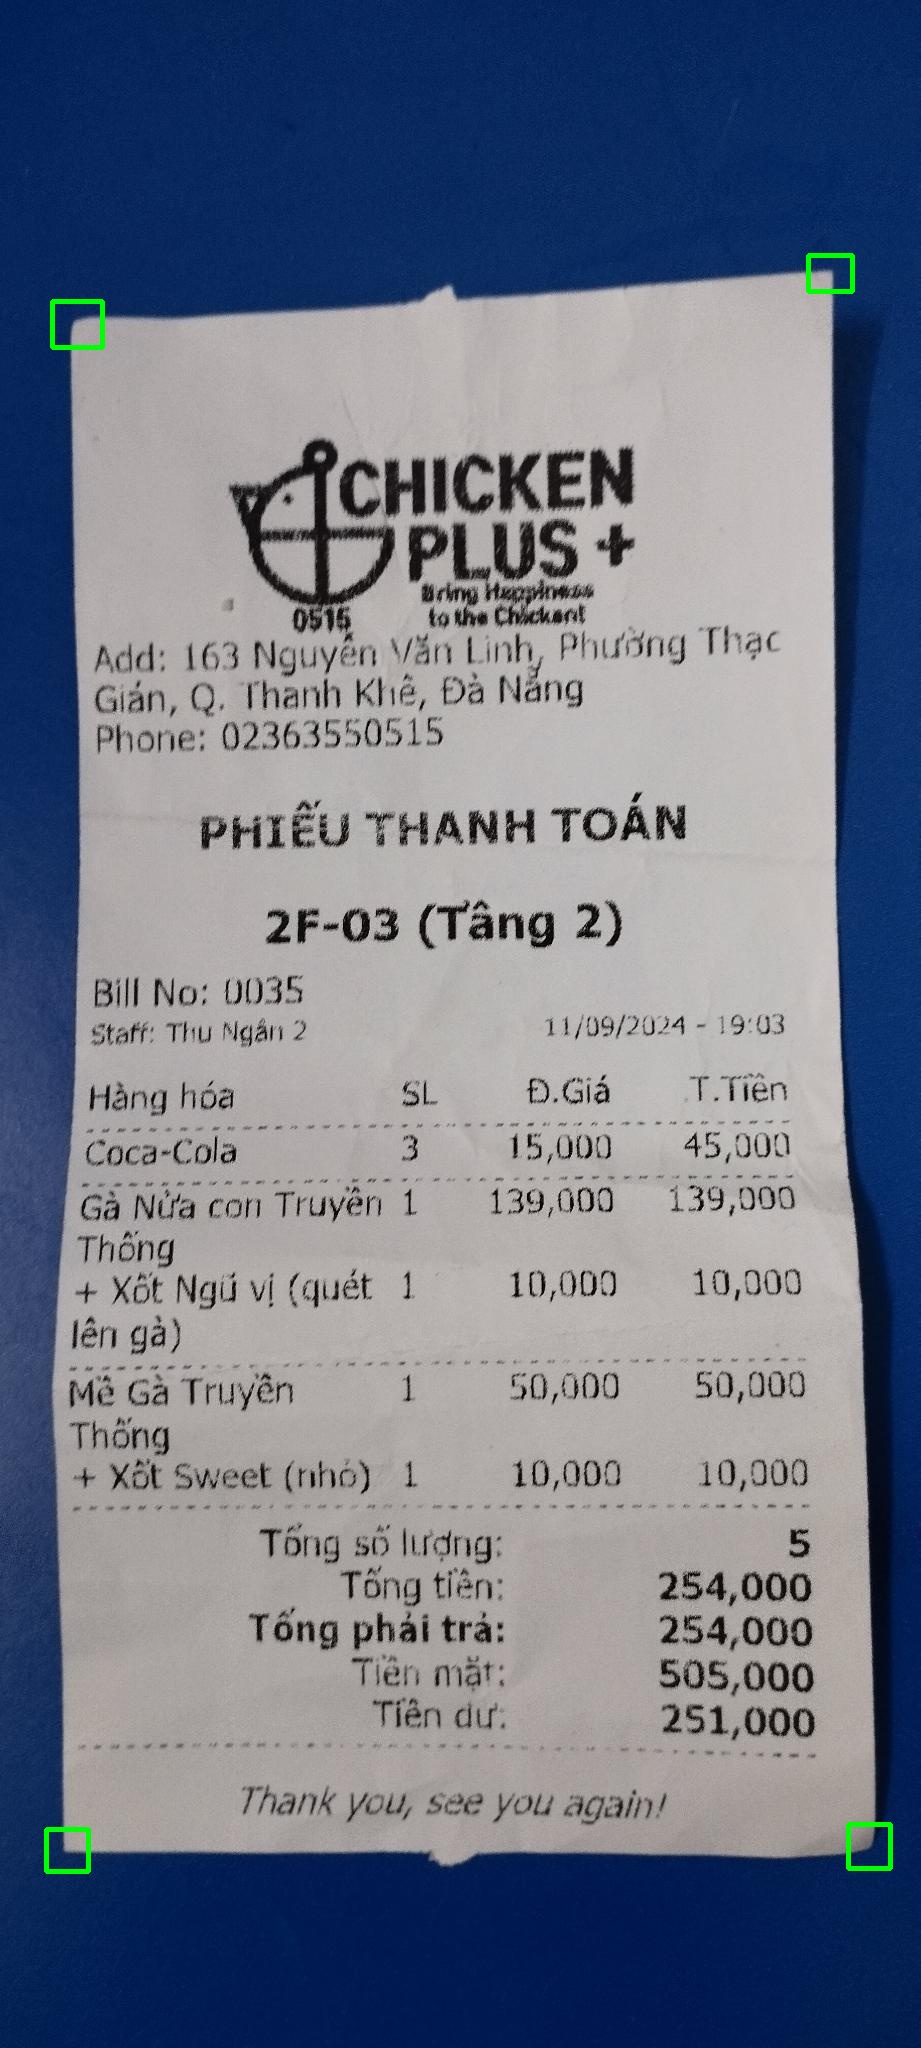 CHICKEN
PLUS +
Bring Happiness
to the Chicken!
0515
Add: 163 Nguyễn Văn Linh, Phường Thạc
Gián, Q. Thanh Khê, Đà Nẵng
Phone: 02363550515
PHIẾU THANH TOÁN
2F-03 (Tầng 2)
Bill No: 0035
Staff: Thu Ngân 2 11/09/2024 - 19:03
Hàng hóa SL Đ.Giá T.Tiền
Coca-Cola 3 15,000 45,000
Gà Nửa con Truyền 1 139,000 139,000
Thống
+ Xốt Ngũ vị (quét 1 10,000 10,000
lên gà)
Mề Gà Truyền 1 50,000 50,000
Thống
+ Xốt Sweet (nhỏ) 1 10,000 10,000
Tổng số lượng: 5
Tổng tiền: 254,000
Tổng phải trả: 254,000
Tiền mặt: 505,000
Tiền dư: 251,000
Thank you, see you again!